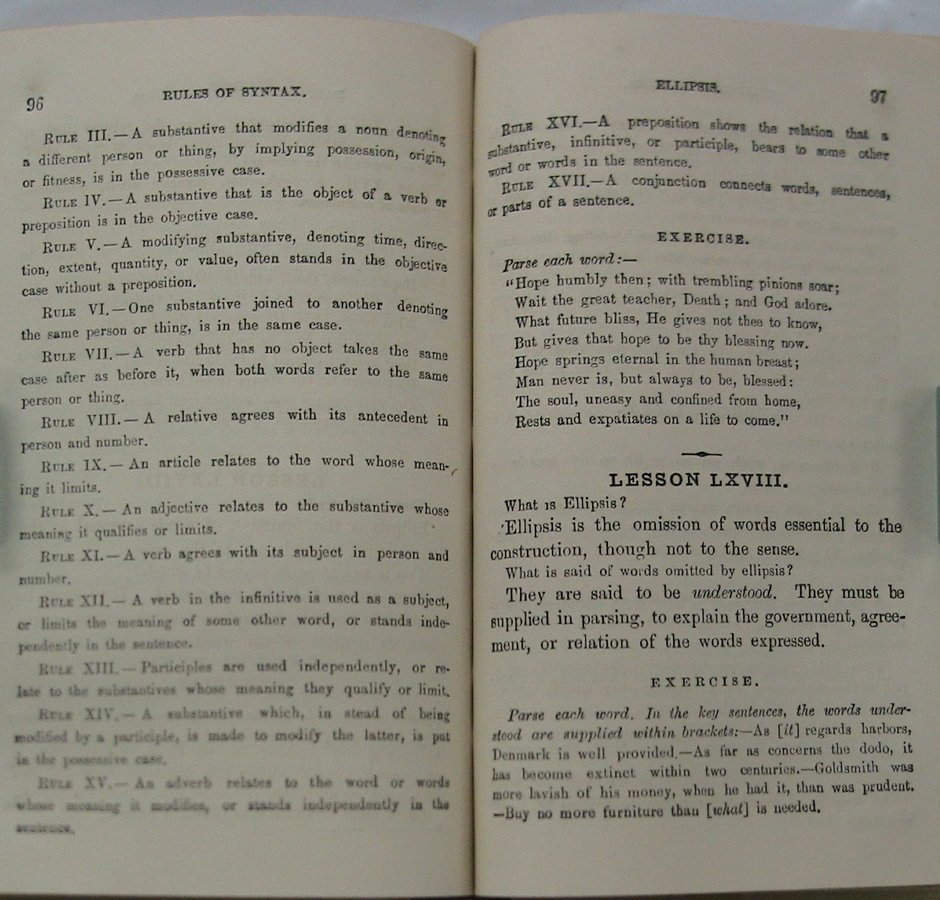 96
RULES OF SYNTAX.
RULE III.—A substantive that modifies a noun denoting
a different person or thing, by implying possession, origin,
or fitness, is in the possessive case.
RULE IV.—A substantive that is the object of a verb or
preposition is in the objective case.
RULE V.—A modifying substantive, denoting time, direc-
tion, extent, quantity, or value, often stands in the objective
case without a preposition.
RULE VI.—One substantive joined to another denoting
the same person or thing, is in the same case.
RULE VII.—A verb that has no object takes the same
case after as before it, when both words refer to the same
person or thing.
RULE VIII.—A relative agrees with its antecedent in
person and number.
RULE IX.—An article relates to the word whose mean-
ing it limits.
RULE X.—An adjective relates to the substantive whose
meaning it qualifies or limits.
RULE XI.—A verb agrees with its subject in person and
number.
RULE XII.—A verb in the infinitive is used as a subject,
or limits the meaning of some other word, or stands inde-
pendently in the sentence.
RULE XIII.—Participles are used independently, or re-
late to the substantives whose meaning they qualify or limit.
RULE XIV.—A substantive which, in stead of being
modified by a participle, is made to modify the latter, is put
in the possessive case.
RULE XV.—An adverb relates to the word or words
whose meaning it modifies, or stands independently in the
sentence.
ELLIPSIS.
97
RULE XVI.—A preposition shows the relation that a
substantive, infinitive, or participle, bears to some other
word or words in the sentence.
RULE XVII.—A conjunction connects words, sentences,
or parts of a sentence.
EXERCISE.
Parse each word:—
"Hope humbly then; with trembling pinions soar;
Wait the great teacher, Death; and God adore.
What future bliss, He gives not thee to know,
But gives that hope to be thy blessing now.
Hope springs eternal in the human breast;
Man never is, but always to be, blessed:
The soul, uneasy and confined from home,
Rests and expatiates on a life to come."
LESSON LXVIII.
What is Ellipsis?
Ellipsis is the omission of words essential to the
construction, though not to the sense.
What is said of words omitted by ellipsis?
They are said to be understood. They must be
supplied in parsing, to explain the government, agree-
ment, or relation of the words expressed.
EXERCISE.
Parse each word. In the key sentences, the words under-
stood are supplied within brackets:—As [it] regards harbors,
Denmark is well provided.—As far as concerns the dodo, it
has become extinct within two centuries.—Goldsmith was
more lavish of his money, when he had it, than was prudent.
—Buy no more furniture than [what] is needed.